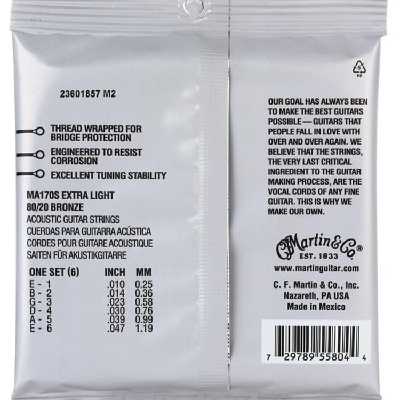 23601857 M2
THREAD WRAPPED FOR
BRIDGE PROTECTION
ENGINEERED TO RESIST
CORROSION
EXCELLENT TUNING STABILITY
MA170S EXTRA LIGHT
80/20 BRONZE
ACOUSTIC GUITAR STRINGS
CUERDAS PARA GUITARRA ACÚSTICA
CORDES POUR GUITARE ACOUSTIQUE
SAITEN FÜR AKUSTIKGITARRE
ONE SET (6) INCH MM
E - 1 .010 0.25
B - 2 .014 0.36
G - 3 .023 0.58
D - 4 .030 0.76
A - 5 .039 0.99
E - 6 .047 1.19
OUR GOAL HAS ALWAYS BEEN
TO MAKE THE BEST GUITARS
POSSIBLE — GUITARS THAT
PEOPLE FALL IN LOVE WITH
OVER AND OVER AGAIN. WE
BELIEVE THAT THE STRINGS,
THE VERY LAST CRITICAL
INGREDIENT TO THE GUITAR
MAKING PROCESS, ARE THE
VOCAL CORDS OF ANY FINE
GUITAR. THIS IS WHY WE
MAKE OUR OWN.
Martin & Co.
EST. 1833
www.martinguitar.com
C. F. Martin & Co., Inc.
Nazareth, PA USA
Made in Mexico
7 29789 55804 4